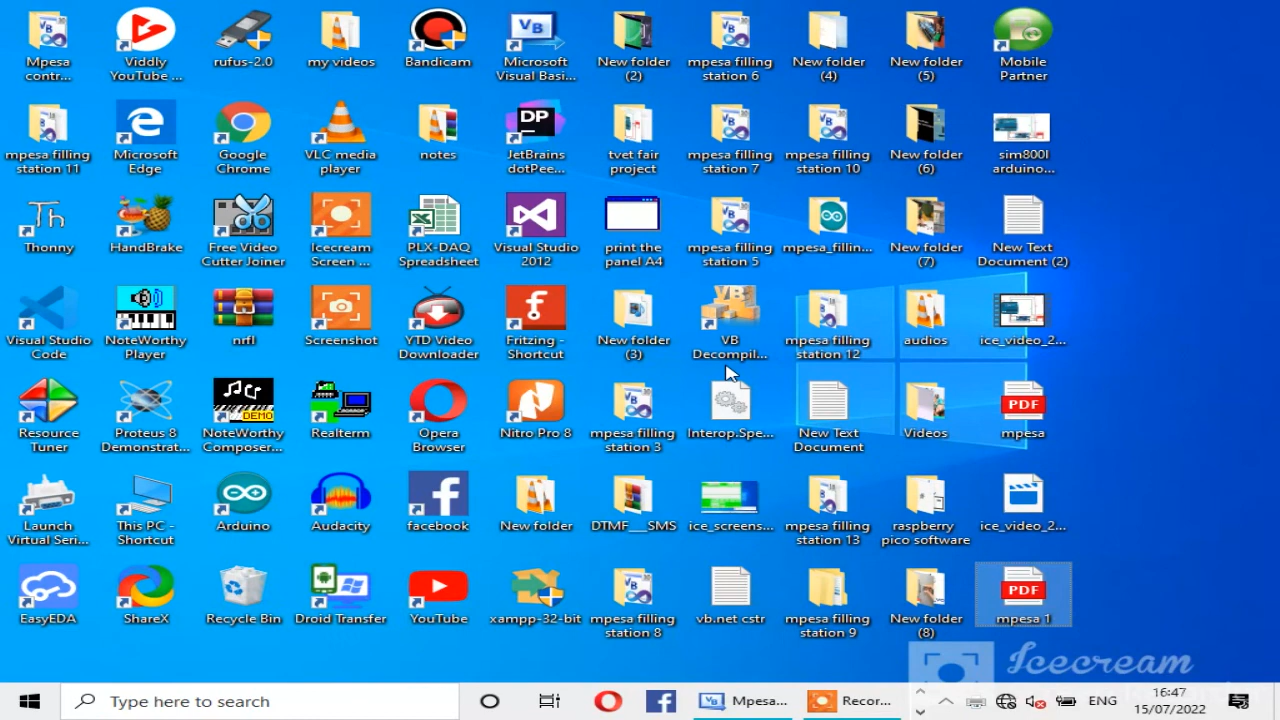 Mpesa
contr...
Viddly
YouTube ...
rufus-2.0
my videos
Bandicam
VB
Microsoft
Visual Basi...
New folder
(2)
mpesa filling
station 6
New folder
(4)
New folder
(5)
Mobile
Partner
mpesa filling
station 11
Microsoft
Edge
Google
Chrome
VLC media
player
notes
DP
JetBrains
dotPee...
tvet fair
project
mpesa filling
station 7
mpesa filling
station 10
New folder
(6)
sim800l
arduino...
Th
Thonny
HandBrake
Free Video
Cutter Joiner
Icecream
Screen ...
PLX-DAQ
Spreadsheet
Visual Studio
2012
print the
panel A4
mpesa filling
station 5
mpesa_fillin...
New folder
(7)
New Text
Document (2)
Visual Studio
Code
NoteWorthy
Player
nrfl
Screenshot
YTD Video
Downloader
Fritzing -
Shortcut
New folder
(3)
VB
Decompil...
mpesa filling
station 12
audios
ice_video_2...
Resource
Tuner
Proteus 8
Demonstrat...
DEMO
NoteWorthy
Composer...
Realterm
Opera
Browser
Nitro Pro 8
mpesa filling
station 3
Interop.Spe...
New Text
Document
Videos
PDF
mpesa
Launch
Virtual Seri...
This PC -
Shortcut
Arduino
Audacity
facebook
New folder
DTMF___SMS
ice_screens...
mpesa filling
station 13
raspberry
pico software
ice_video_2...
EasyEDA
ShareX
Recycle Bin
Droid Transfer
YouTube
xampp-32-bit
mpesa filling
station 8
vb.net cstr
mpesa filling
station 9
New folder
(8)
PDF
mpesa 1
Icecream
Type here to search
VB
Mpesa...
Recor...
ENG
16:47
15/07/2022